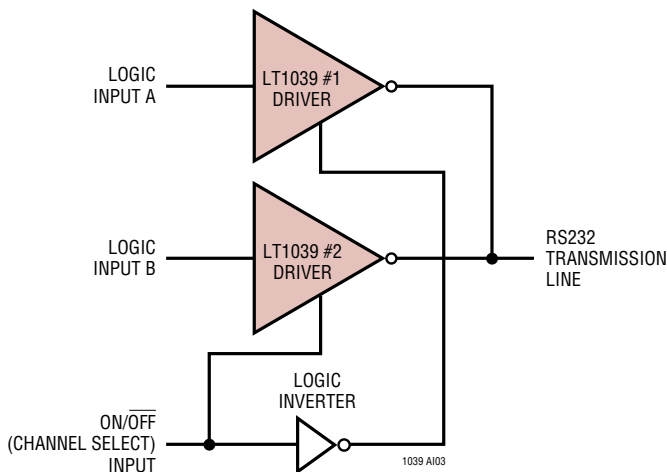 LOGIC
INPUT A
LT1039 #1
DRIVER
LOGIC
INPUT B
LT1039 #2
DRIVER
RS232
TRANSMISSION
LINE
LOGIC
INVERTER
ON/OFF
(CHANNEL SELECT)
INPUT
1039 AI03